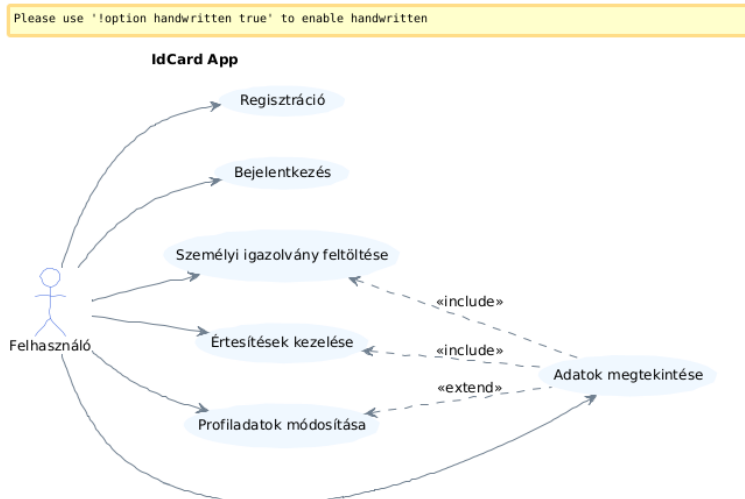 Please use '!option handwritten true' to enable handwritten
IdCard App
Regisztráció
Bejelentkezés
Személyi igazolvány feltöltése
«include»
Felhasználó
Értesítések kezelése
«include»
Adatok megtekintése
«extend»
Profiladatok módosítása